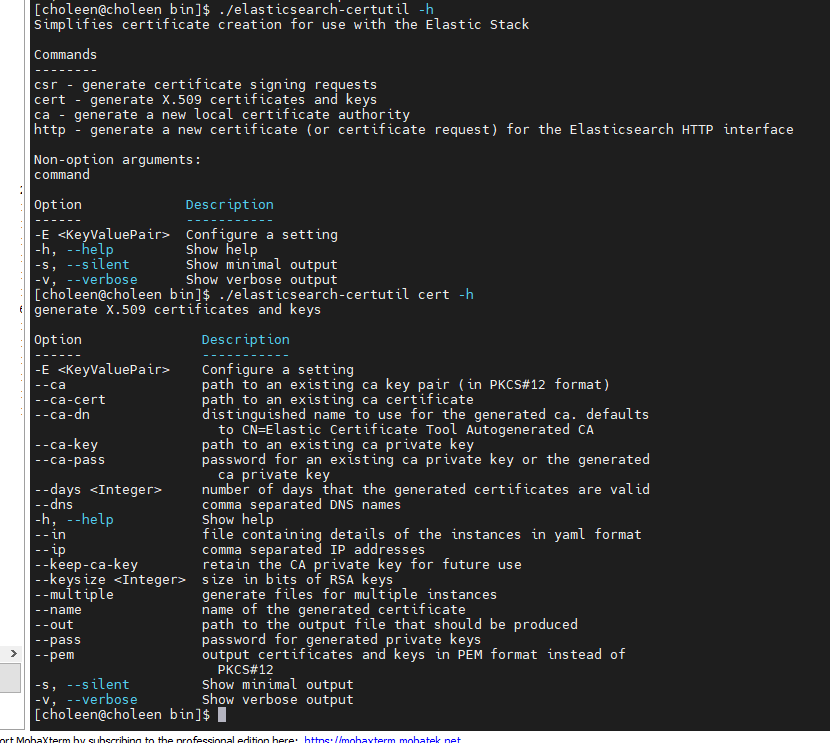 [choleen@choleen bin]$ ./elasticsearch-certutil -h
Simplifies certificate creation for use with the Elastic Stack
Commands
--------
csr - generate certificate signing requests
cert - generate X.509 certificates and keys
ca - generate a new local certificate authority
http - generate a new certificate (or certificate request) for the Elasticsearch HTTP interface
Non-option arguments:
command
Option Description
------ -----------
-E <KeyValuePair> Configure a setting
-h, --help Show help
-s, --silent Show minimal output
-v, --verbose Show verbose output
[choleen@choleen bin]$ ./elasticsearch-certutil cert -h
generate X.509 certificates and keys
Option Description
------ -----------
-E <KeyValuePair> Configure a setting
--ca path to an existing ca key pair (in PKCS#12 format)
--ca-cert path to an existing ca certificate
--ca-dn distinguished name to use for the generated ca. defaults
to CN=Elastic Certificate Tool Autogenerated CA
--ca-key path to an existing ca private key
--ca-pass password for an existing ca private key or the generated
ca private key
--days <Integer> number of days that the generated certificates are valid
--dns comma separated DNS names
-h, --help Show help
--in file containing details of the instances in yaml format
--ip comma separated IP addresses
--keep-ca-key retain the CA private key for future use
--keysize <Integer> size in bits of RSA keys
--multiple generate files for multiple instances
--name name of the generated certificate
--out path to the output file that should be produced
--pass password for generated private keys
--pem output certificates and keys in PEM format instead of
PKCS#12
-s, --silent Show minimal output
-v, --verbose Show verbose output
[choleen@choleen bin]$
ort MobaXterm by subscribing to the professional edition here: https://mobaxterm.mobatek.net